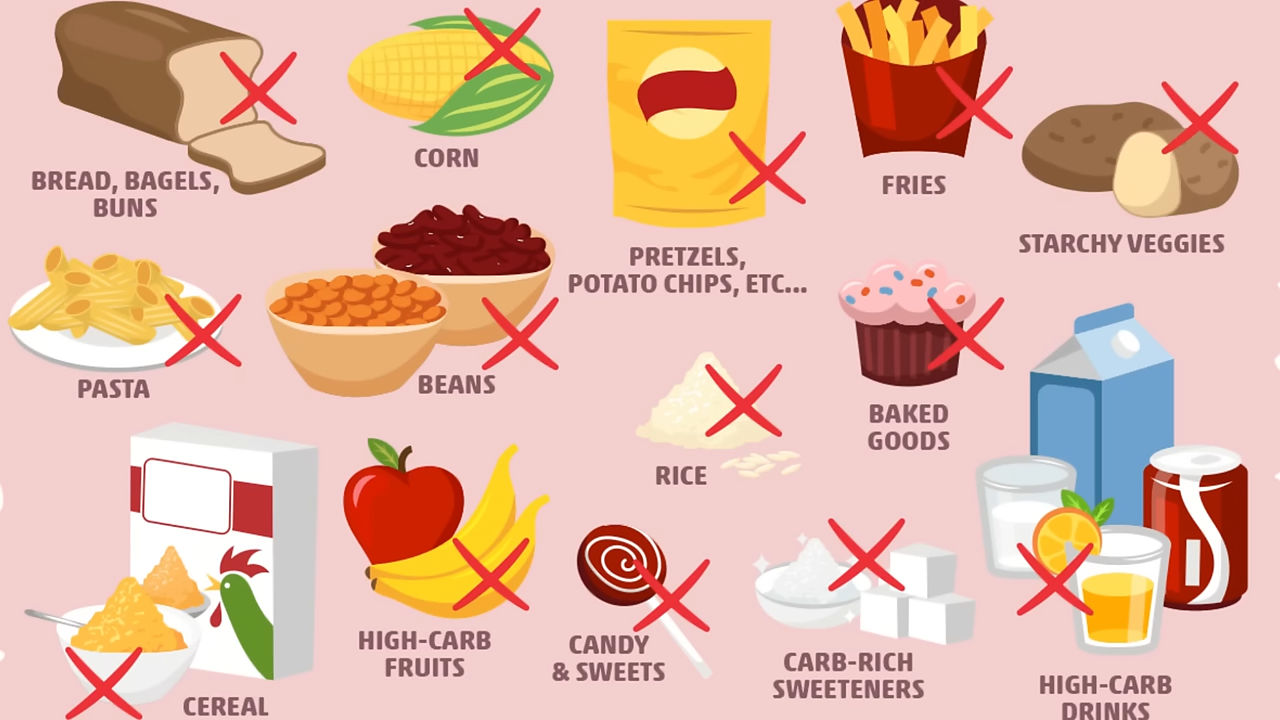 BREAD, BAGELS,
BUNS
CORN
PRETZELS,
POTATO CHIPS, ETC...
FRIES
STARCHY VEGGIES
PASTA
BEANS
RICE
BAKED
GOODS
CEREAL
HIGH-CARB
FRUITS
CANDY
& SWEETS
CARB-RICH
SWEETENERS
HIGH-CARB
DRINKS